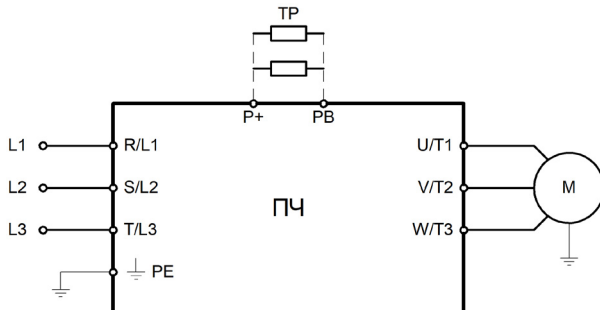 ТР
P+ PB
L1 R/L1 U/T1
L2 S/L2 V/T2 M
ПЧ
L3 T/L3 W/T3
PE